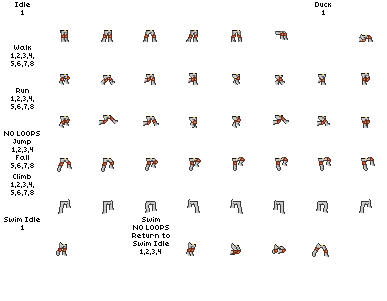 Idle
1
Duck
1
Walk
1,2,3,4,
5,6,7,8
Run
1,2,3,4,
5,6,7,8
NO LOOPS
Jump
1,2,3,4
Fall
5,6,7,8
Climb
1,2,3,4,
5,6,7,8
Swim Idle
1
Swim
NO LOOPS
Return to
Swim Idle
1,2,3,4